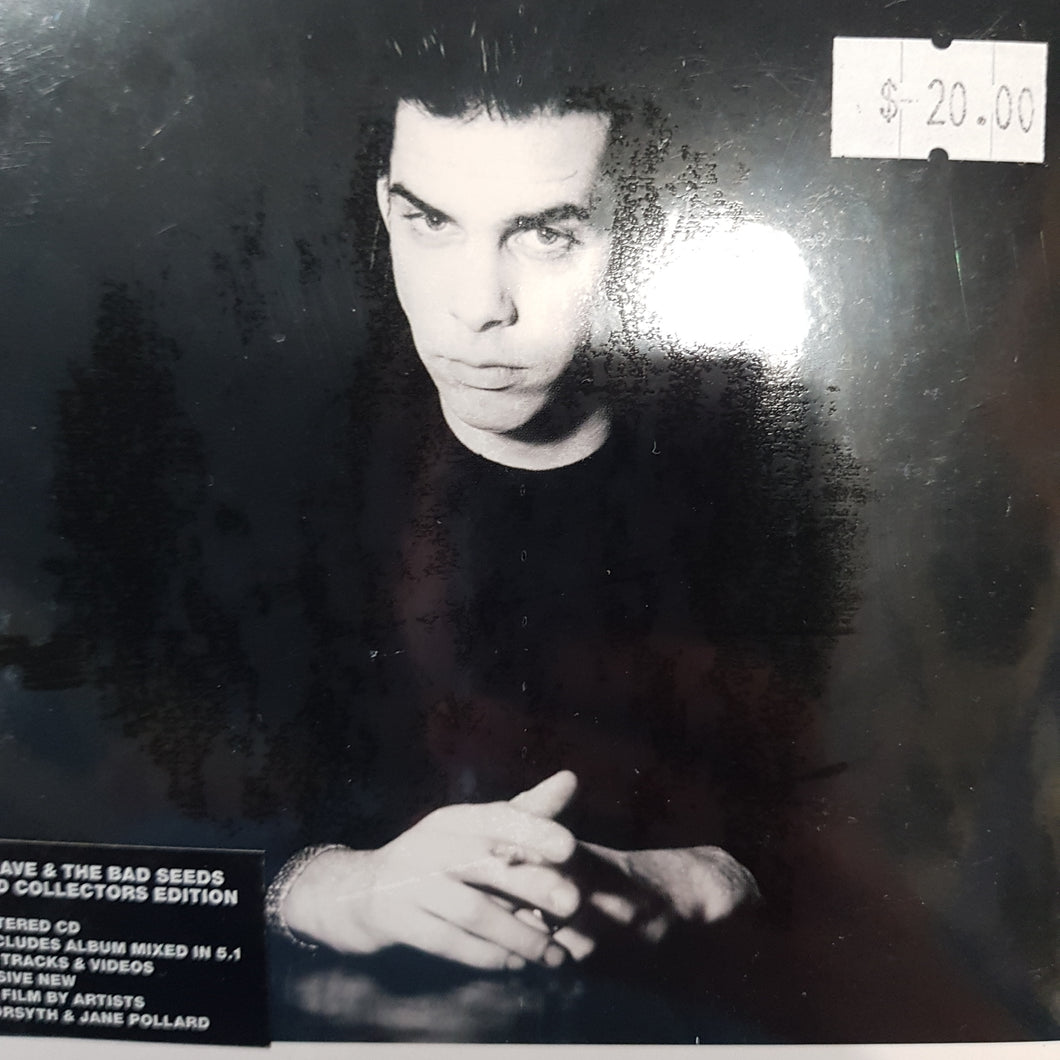 $ 20.00
AVE & THE BAD SEEDS
D COLLECTORS EDITION
TERED CD
CLUDES ALBUM MIXED IN 5.1
TRACKS & VIDEOS
SIVE NEW
FILM BY ARTISTS
ORSYTH & JANE POLLARD